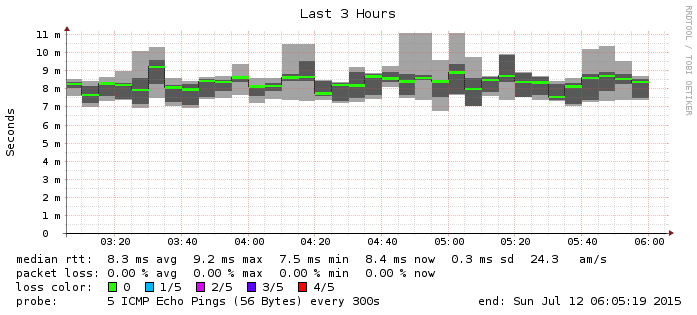 Last 3 Hours
RRDTOOL / TOBI OETIKER
Seconds
11 m
10 m
9 m
8 m
7 m
6 m
5 m
4 m
3 m
2 m
1 m
0
03:20 03:40 04:00 04:20 04:40 05:00 05:20 05:40 06:00
median rtt: 8.3 ms avg 9.2 ms max 7.5 ms min 8.4 ms now 0.3 ms sd 24.3 am/s
packet loss: 0.00 % avg 0.00 % max 0.00 % min 0.00 % now
loss color: 0 1/5 2/5 3/5 4/5
probe: 5 ICMP Echo Pings (56 Bytes) every 300s end: Sun Jul 12 06:05:19 2015